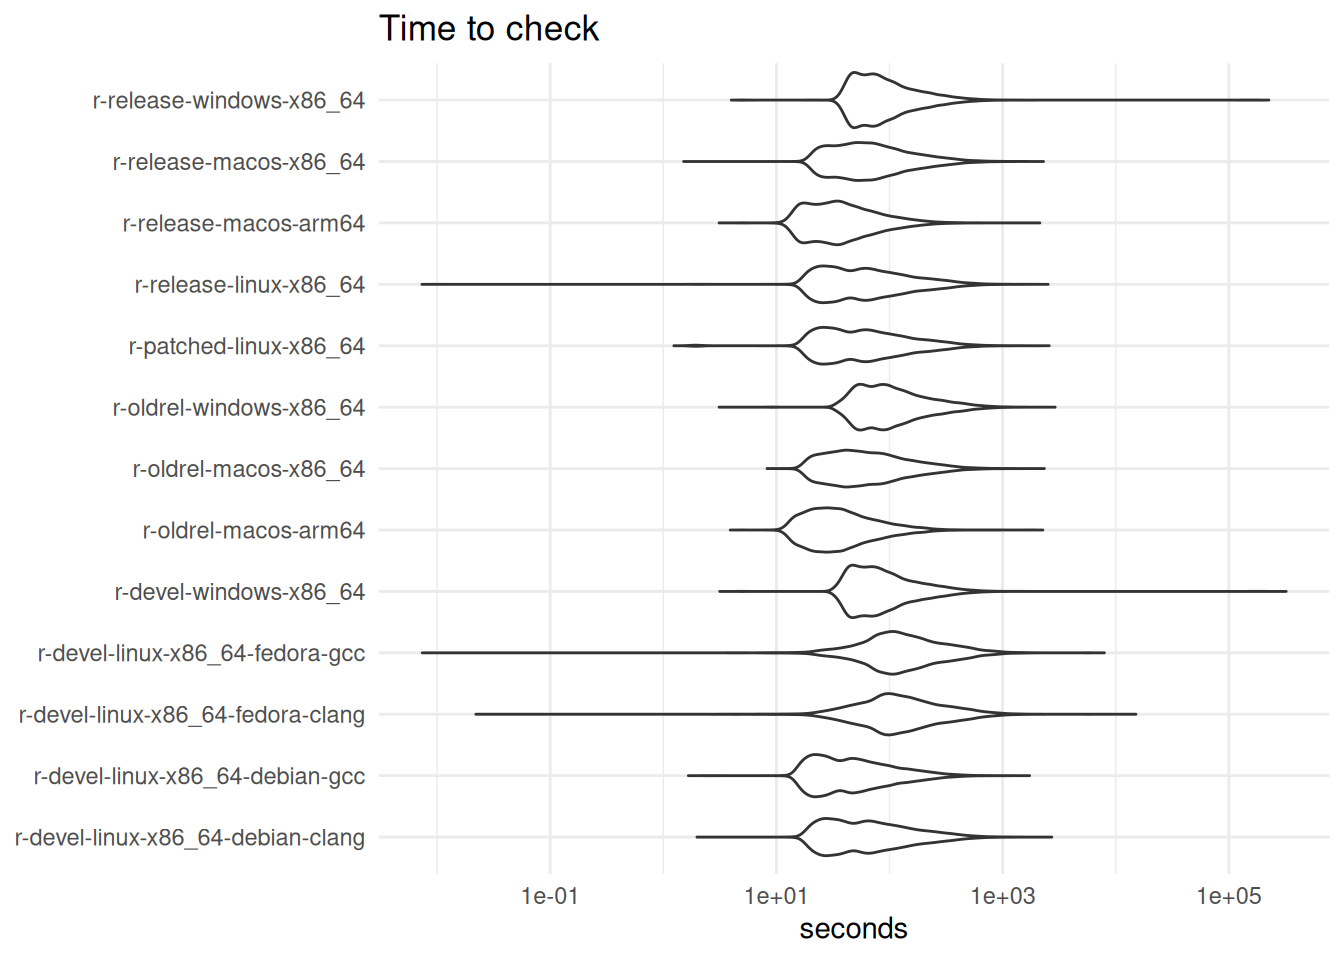 Time to check
r-release-windows-x86_64
r-release-macos-x86_64
r-release-macos-arm64
r-release-linux-x86_64
r-patched-linux-x86_64
r-oldrel-windows-x86_64
r-oldrel-macos-x86_64
r-oldrel-macos-arm64
r-devel-windows-x86_64
r-devel-linux-x86_64-fedora-gcc
r-devel-linux-x86_64-fedora-clang
r-devel-linux-x86_64-debian-gcc
r-devel-linux-x86_64-debian-clang
1e-01 1e+01 1e+03 1e+05
seconds